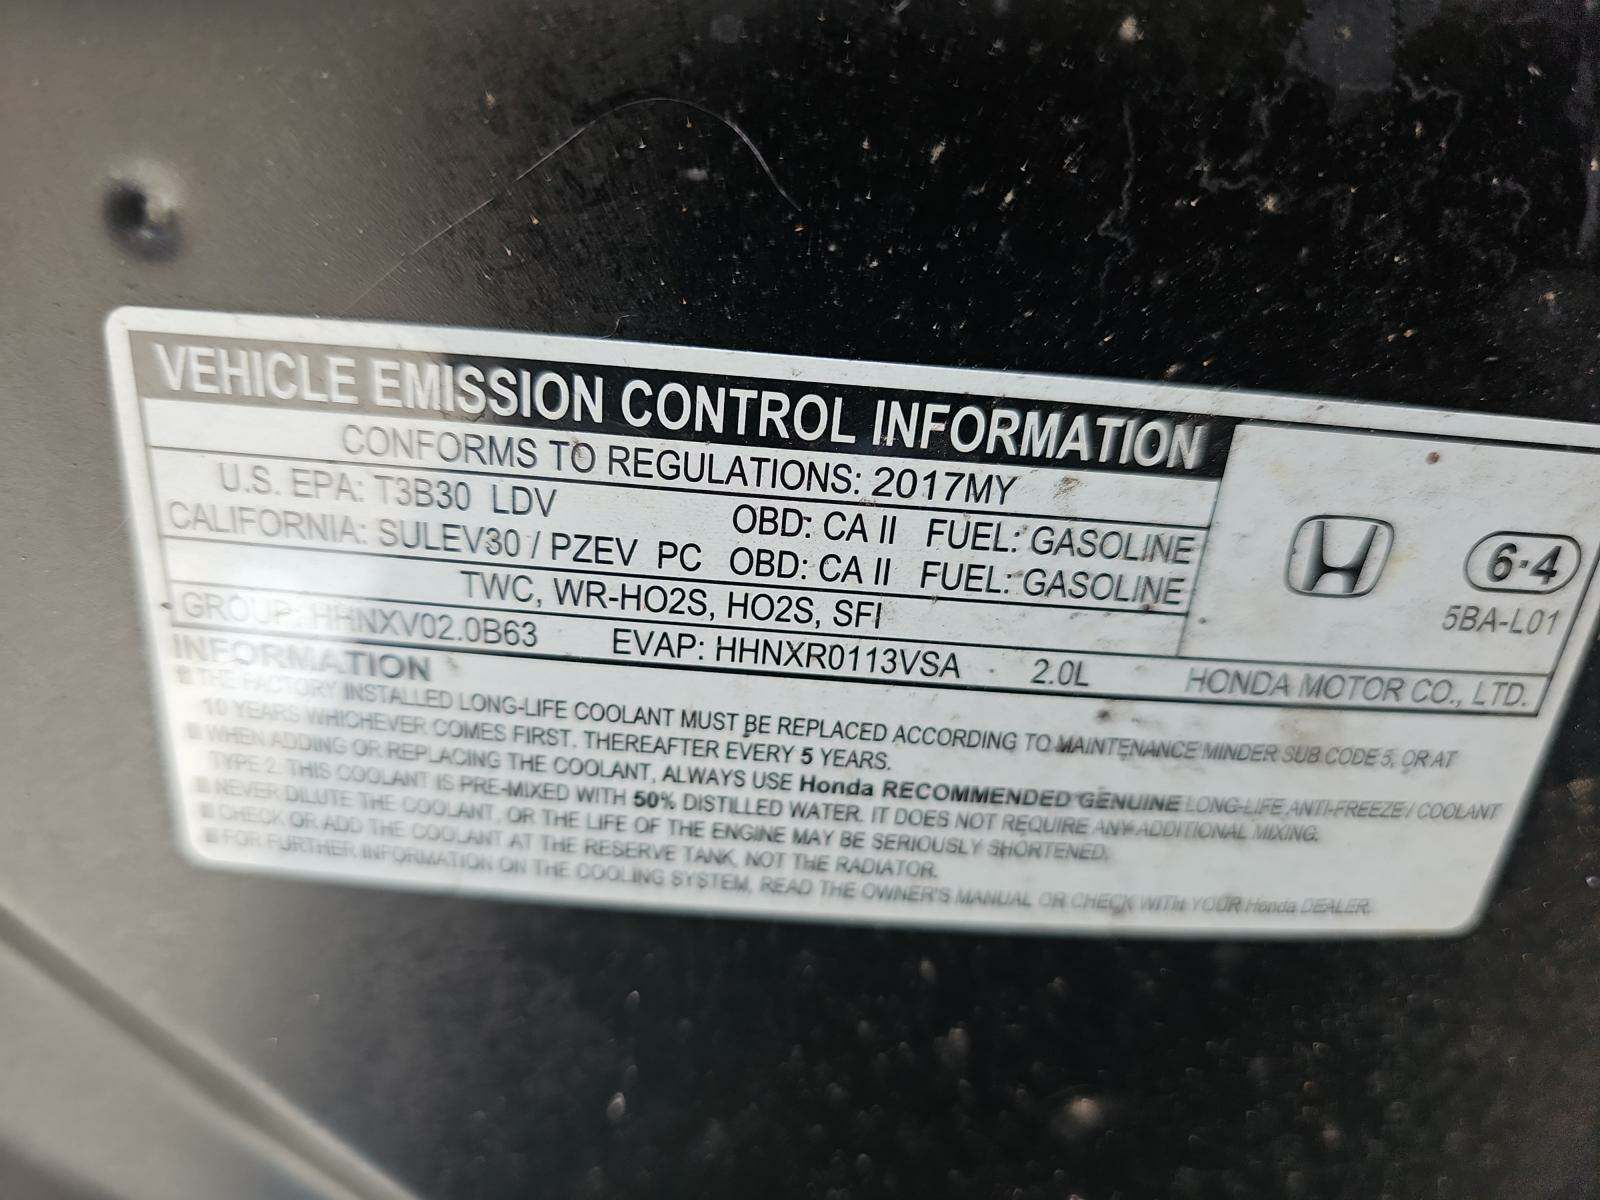 VEHICLE EMISSION CONTROL INFORMATION
CONFORMS TO REGULATIONS: 2017MY
U.S. EPA: T3B30 LDV OBD: CA II FUEL: GASOLINE
CALIFORNIA: SULEV30 / PZEV PC OBD: CA II FUEL: GASOLINE
TWC, WR-HO2S, HO2S, SFI
6·4
5BA-L01
GROUP: HHNXV02.0B63 EVAP: HHNXR0113VSA 2.0L HONDA MOTOR CO., LTD.
INFORMATION
■ THE FACTORY INSTALLED LONG-LIFE COOLANT MUST BE REPLACED ACCORDING TO MAINTENANCE MINDER SUB CODE 5, OR AT
10 YEARS WHICHEVER COMES FIRST. THEREAFTER EVERY 5 YEARS.
■ WHEN ADDING OR REPLACING THE COOLANT, ALWAYS USE Honda RECOMMENDED GENUINE LONG-LIFE ANTI-FREEZE / COOLANT
TYPE 2. THIS COOLANT IS PRE-MIXED WITH 50% DISTILLED WATER. IT DOES NOT REQUIRE ANY ADDITIONAL MIXING.
■ NEVER DILUTE THE COOLANT, OR THE LIFE OF THE ENGINE MAY BE SERIOUSLY SHORTENED.
■ CHECK OR ADD THE COOLANT AT THE RESERVE TANK, NOT THE RADIATOR.
■ FOR FURTHER INFORMATION ON THE COOLING SYSTEM, READ THE OWNER'S MANUAL OR CHECK WITH YOUR Honda DEALER.